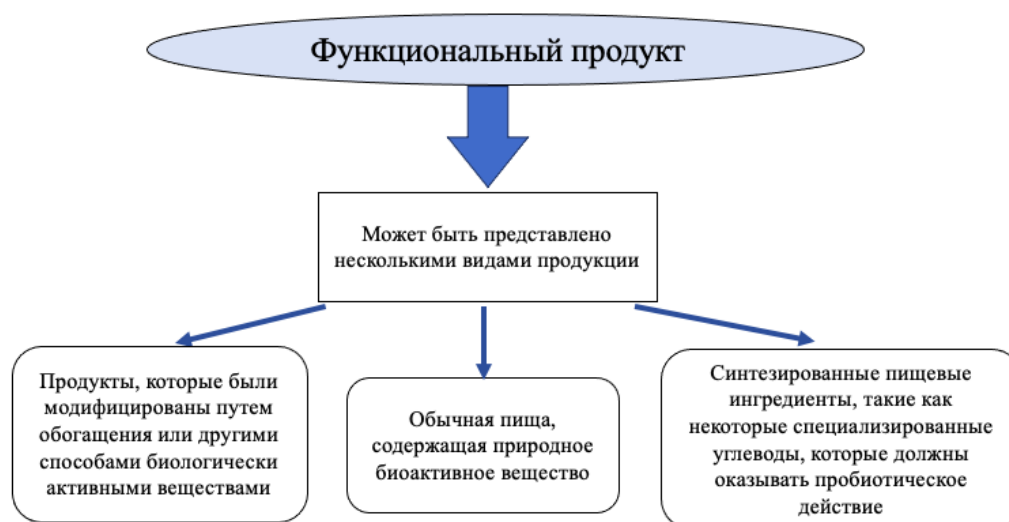 Функциональный продукт
Может быть представлено
несколькими видами продукции
Продукты, которые были
модифицированы путем
обогащения или другими
способами биологически
активными веществами
Обычная пища,
содержащая природное
биоактивное вещество
Синтезированные пищевые
ингредиенты, такие как
некоторые специализированные
углеводы, которые должны
оказывать пробиотическое
действие